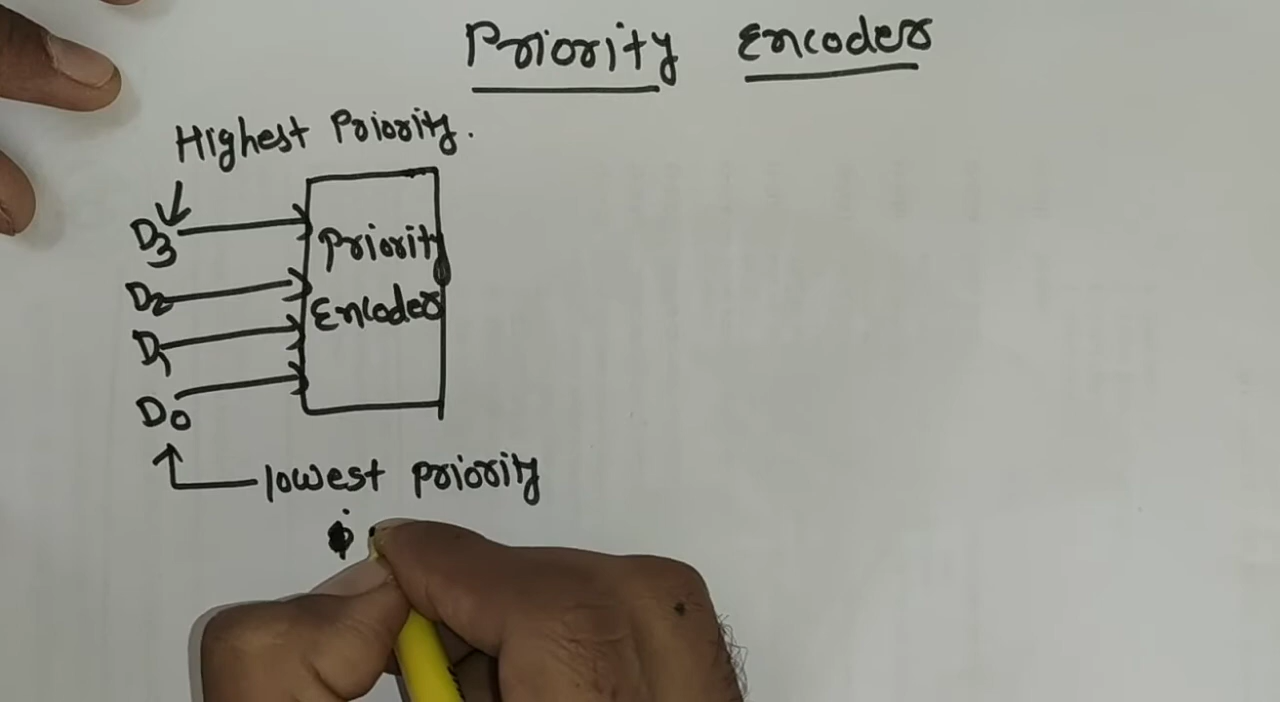 Priority Encoder
Highest Priority.
D3
Priority
D2
Encoder
D1
D0
lowest priority